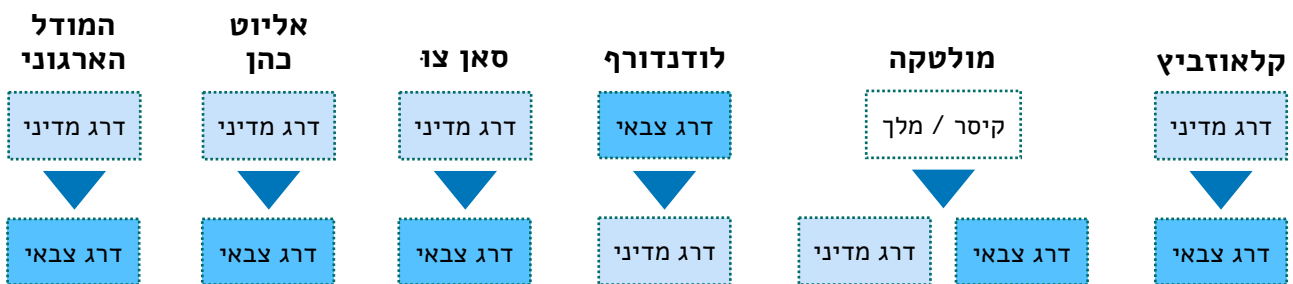 קלאוזביץ
דרג מדיני
דרג צבאי
מולטקה
קיסר / מלך
דרג צבאי
דרג מדיני
לודנדורף
דרג צבאי
דרג מדיני
סאן צוּ
דרג מדיני
דרג צבאי
אליוט
כהן
דרג מדיני
דרג צבאי
המודל
הארגוני
דרג מדיני
דרג צבאי